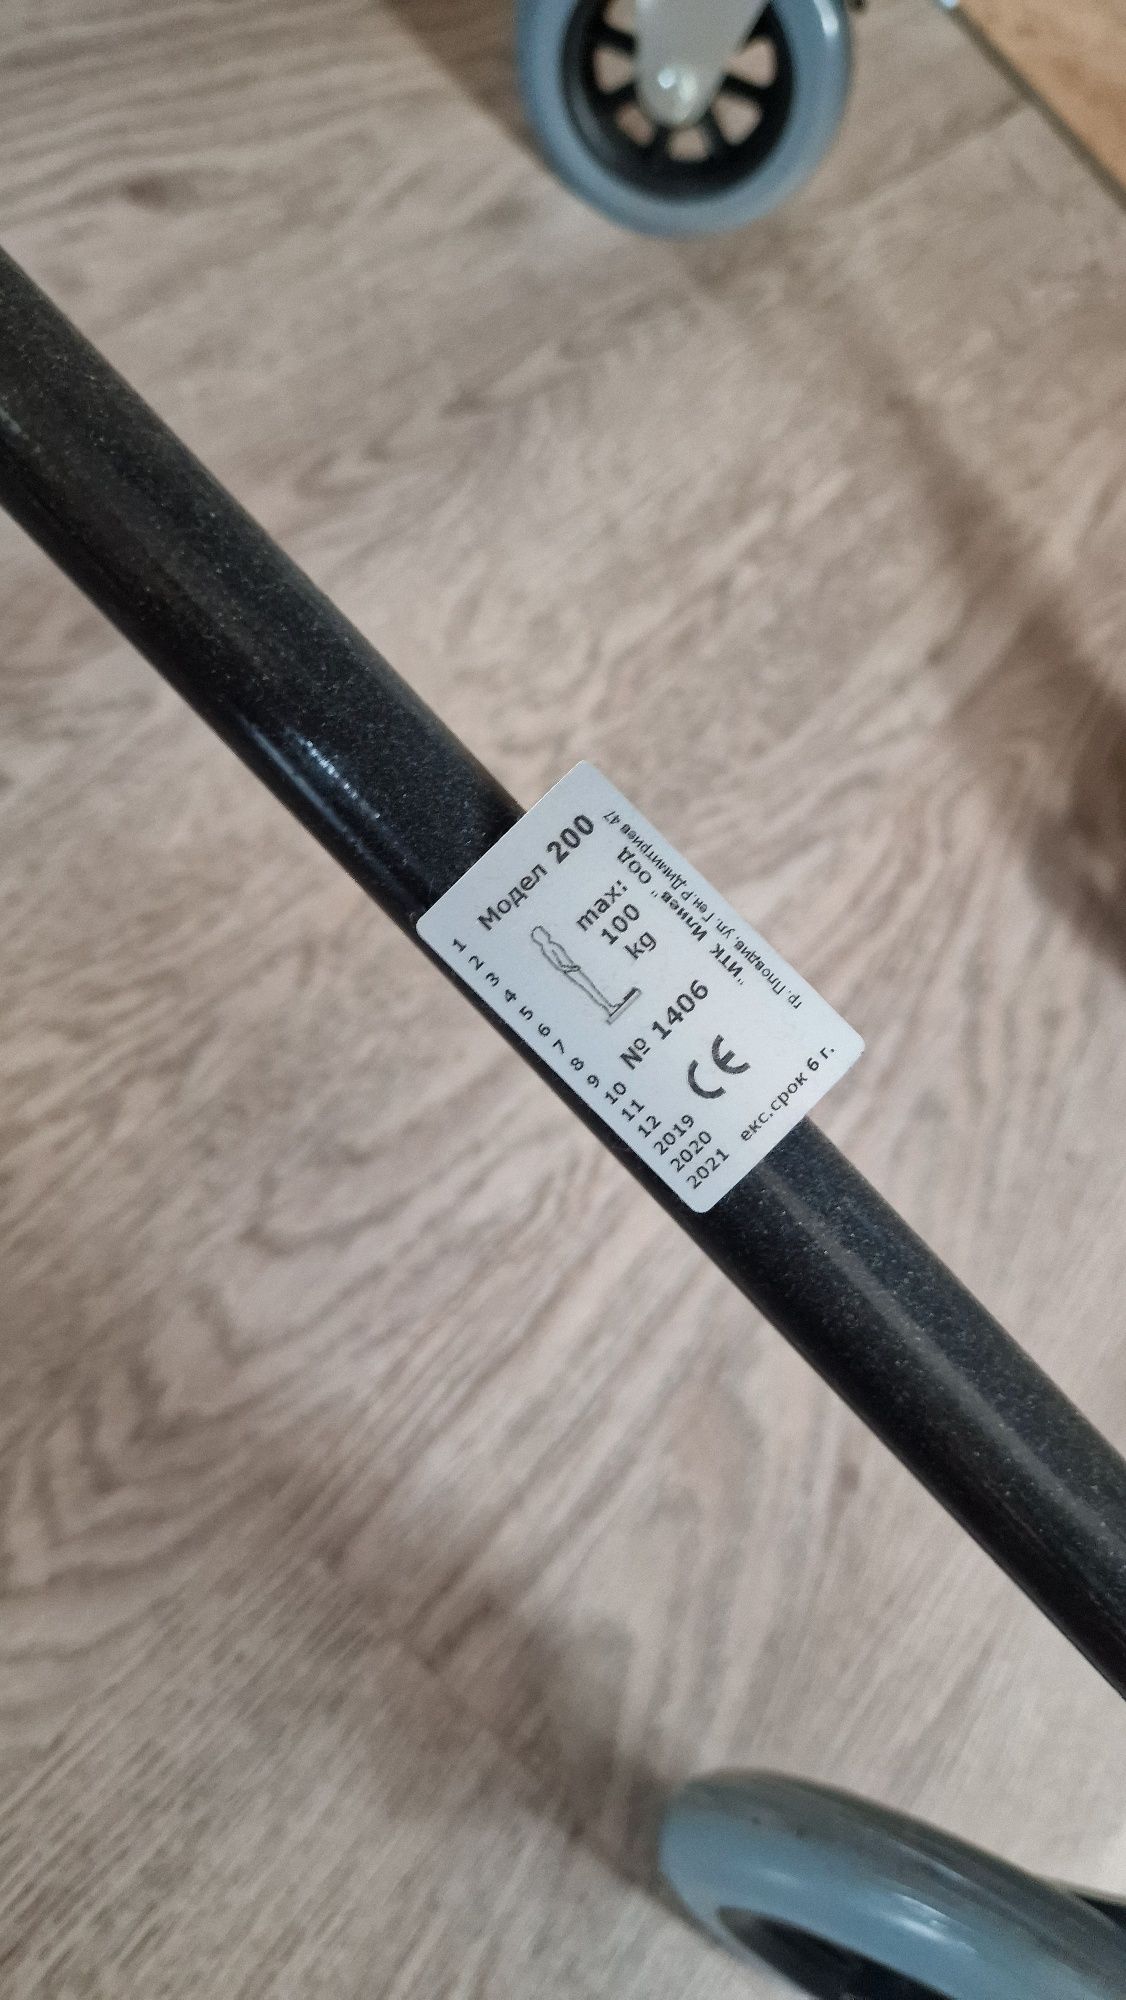 Модел 200
max:
100
kg
"ИТК Илиев" ООД
гр. Пловдив, ул. Ген.Р.Димитриев 47
№ 1406
CE
екс.срок 6 г.
1
2
3
4
5
6
7
8
9
10
11
12
2019
2020
2021